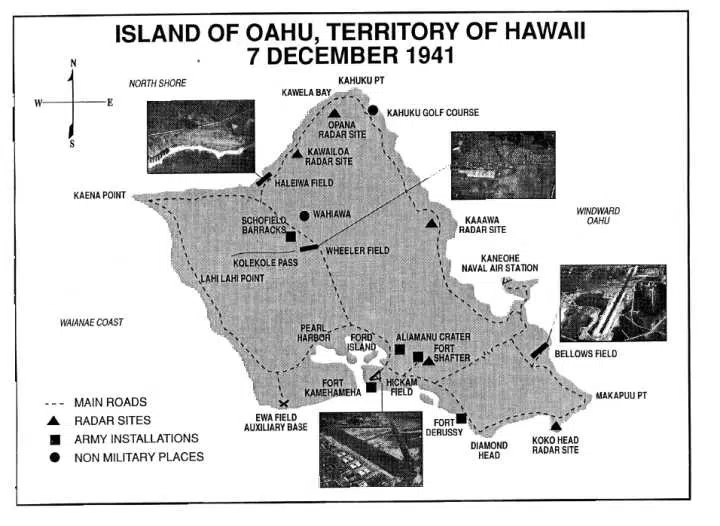 ISLAND OF OAHU, TERRITORY OF HAWAII
7 DECEMBER 1941
N
W
E
S
NORTH SHORE
KAHUKU PT
KAWELA BAY
KAHUKU GOLF COURSE
OPANA
RADAR SITE
KAWAILOA
RADAR SITE
HALEIWA FIELD
KAENA POINT
WAHIAWA
SCHOFIELD
BARRACKS
KAAAWA
RADAR SITE
WINDWARD
OAHU
WHEELER FIELD
KOLEKOLE PASS
KANEOHE
NAVAL AIR STATION
LAHI LAHI POINT
WAIANAE COAST
PEARL
HARBOR
FORD
ISLAND
ALIAMANU CRATER
FORT
SHAFTER
BELLOWS FIELD
FORT
KAMEHAMEHA
HICKAM
FIELD
MAKAPUU PT
EWA FIELD
AUXILIARY BASE
FORT
DERUSSY
DIAMOND
HEAD
KOKO HEAD
RADAR SITE
MAIN ROADS
RADAR SITES
ARMY INSTALLATIONS
NON MILITARY PLACES